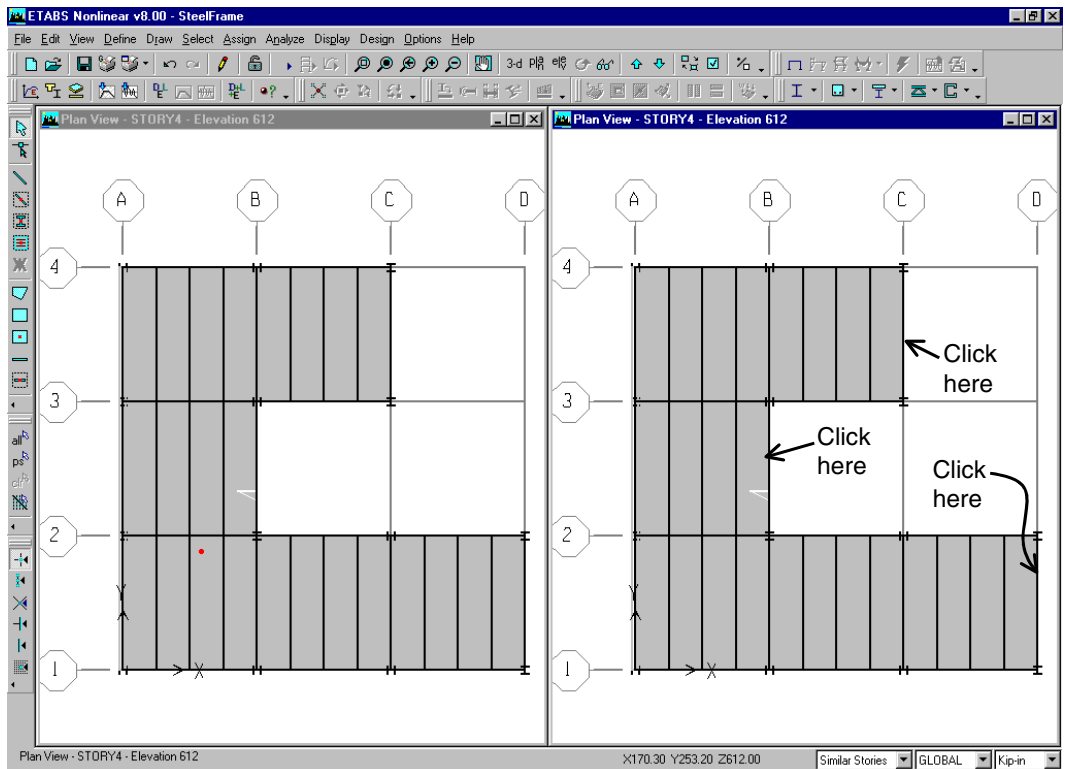 ETABS Nonlinear v8.00 - SteelFrame
File Edit View Define Draw Select Assign Analyze Display Design Options Help
3-d
Plan View - STORY4 - Elevation 612
Plan View - STORY4 - Elevation 612
A B C D
A B C D
4
4
Click
here
3
3
Click
here
Click
here
all
ps
clr
2
2
Y
Y
1
X
1
X
Plan View - STORY4 - Elevation 612
X170.30 Y253.20 Z612.00
Similar Stories
GLOBAL
Kip-in